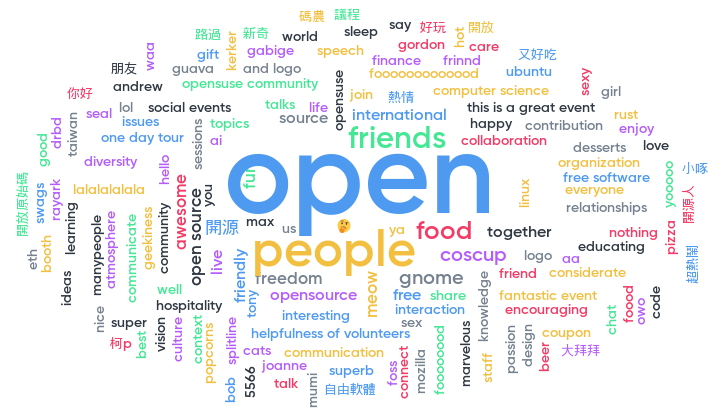 碼農
議程
路過
新奇
kerker
world
sleep
say
好玩
hot
開放
waa
gift
gabige
speech
gordon
care
又好吃
朋友
guava
and logo
finance
frinnd
ubuntu
andrew
opensuse community
foooooooooooood
sexy
你好
opensuse
join
熱情
computer science
girl
seal
lol
social events
talks
life
international
this is a great event
rust
good
drbd
taiwan
issues
topics
source
happy
contribution
enjoy
one day tour
sessions
ai
friends
collaboration
desserts
love
diversity
hello
fun
open
organization
小啄
開放原始碼
swags
rayark
lalalalalala
awesome
open source
you
linux
free software
everyone
yooooo
開源人
relationships
learning
manypeople
atmosphere
communicate
geekiness
community
開源
max
us
🤔
ya
food
together
nothing
pizza
eth
booth
live
people
coscup
logo
aa
educating
超熱鬧
ideas
friendly
freedom
meow
gnome
friend
considerate
well
tony
opensource
free
share
knowledge
fantastic event
foood
owo
code
nice
super
hospitality
interesting
interaction
encouraging
chat
柯p
best
vision
culture
context
popcorns
splitline
helpfulness of volunteers
sex
fooooooood
marvelous
passion
design
coupon
cats
communication
connect
mozilla
staff
beer
大拜拜
bob
5566
joanne
superb
foss
talk
mumi
自由軟體